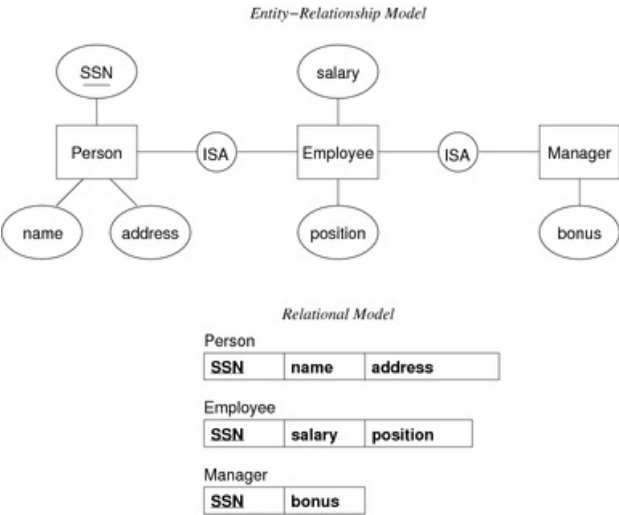 Entity–Relationship Model
SSN
salary
Person
ISA
Employee
ISA
Manager
name
address
position
bonus
Relational Model
Person
SSN name address
Employee
SSN salary position
Manager
SSN bonus